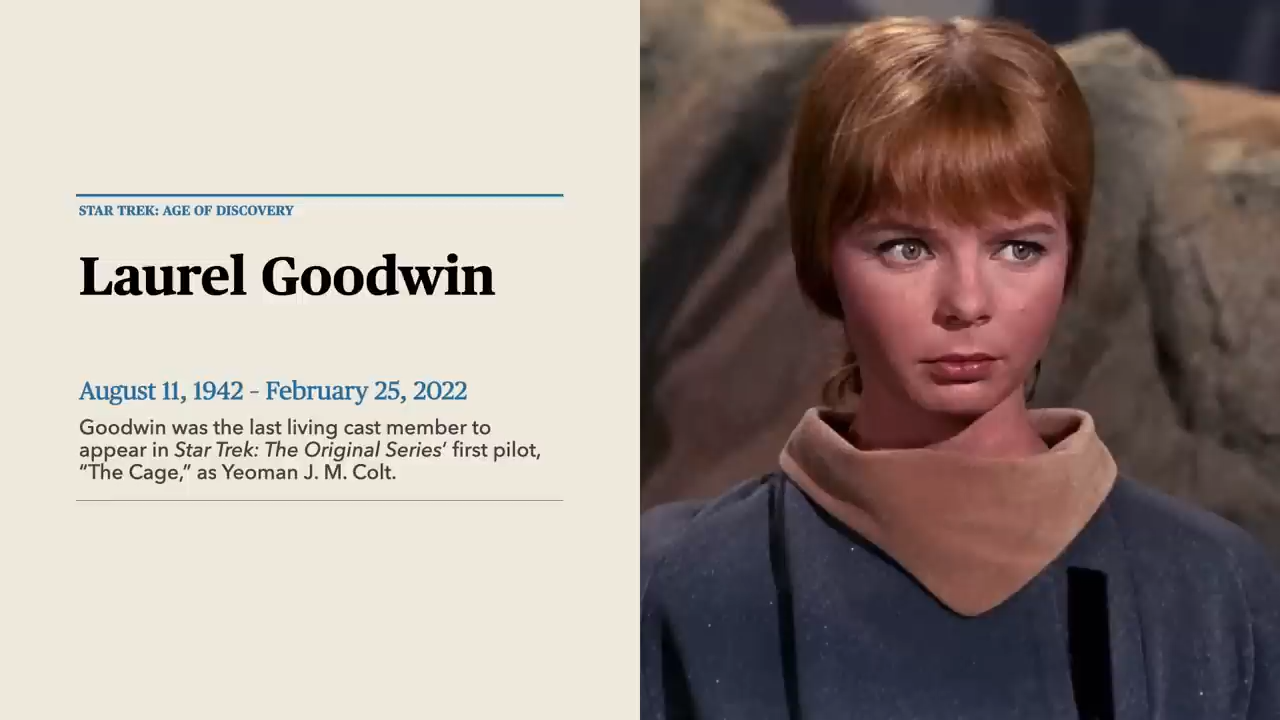 STAR TREK: AGE OF DISCOVERY
Laurel Goodwin
August 11, 1942 – February 25, 2022
Goodwin was the last living cast member to
appear in Star Trek: The Original Series’ first pilot,
“The Cage,” as Yeoman J. M. Colt.